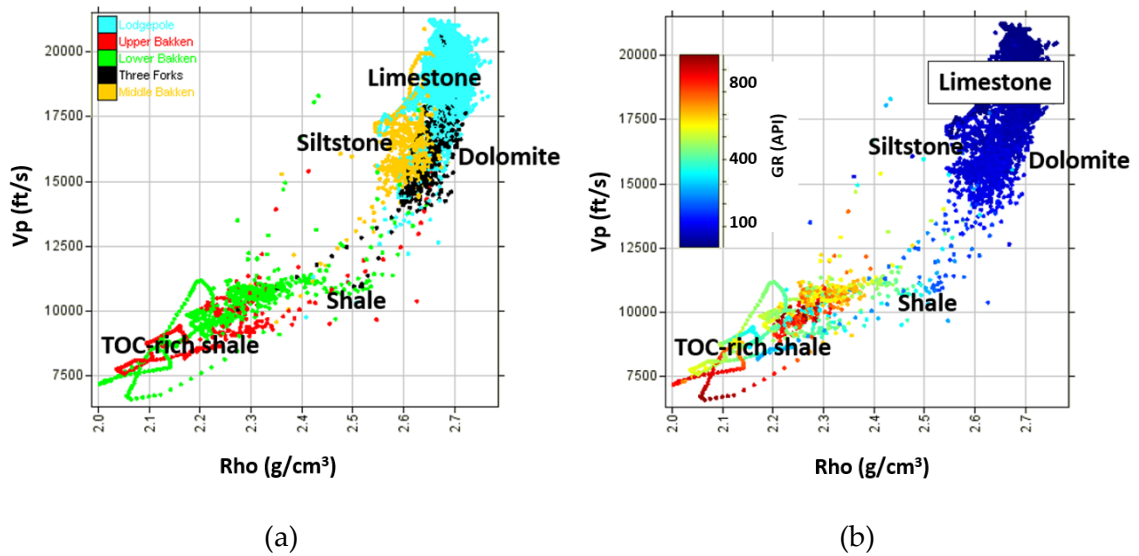 Lodgepole
Upper Bakken
Lower Bakken
Three Forks
Middle Bakken
20000
17500
15000
12500
10000
7500
Vp (ft/s)
Limestone
Siltstone
Dolomite
Shale
TOC-rich shale
2.0 2.1 2.2 2.3 2.4 2.5 2.6 2.7
Rho (g/cm³)
(a)
20000
17500
15000
12500
10000
7500
Vp (ft/s)
800
400
100
GR (API)
Limestone
Siltstone
Dolomite
Shale
TOC-rich shale
2.0 2.1 2.2 2.3 2.4 2.5 2.6 2.7
Rho (g/cm³)
(b)